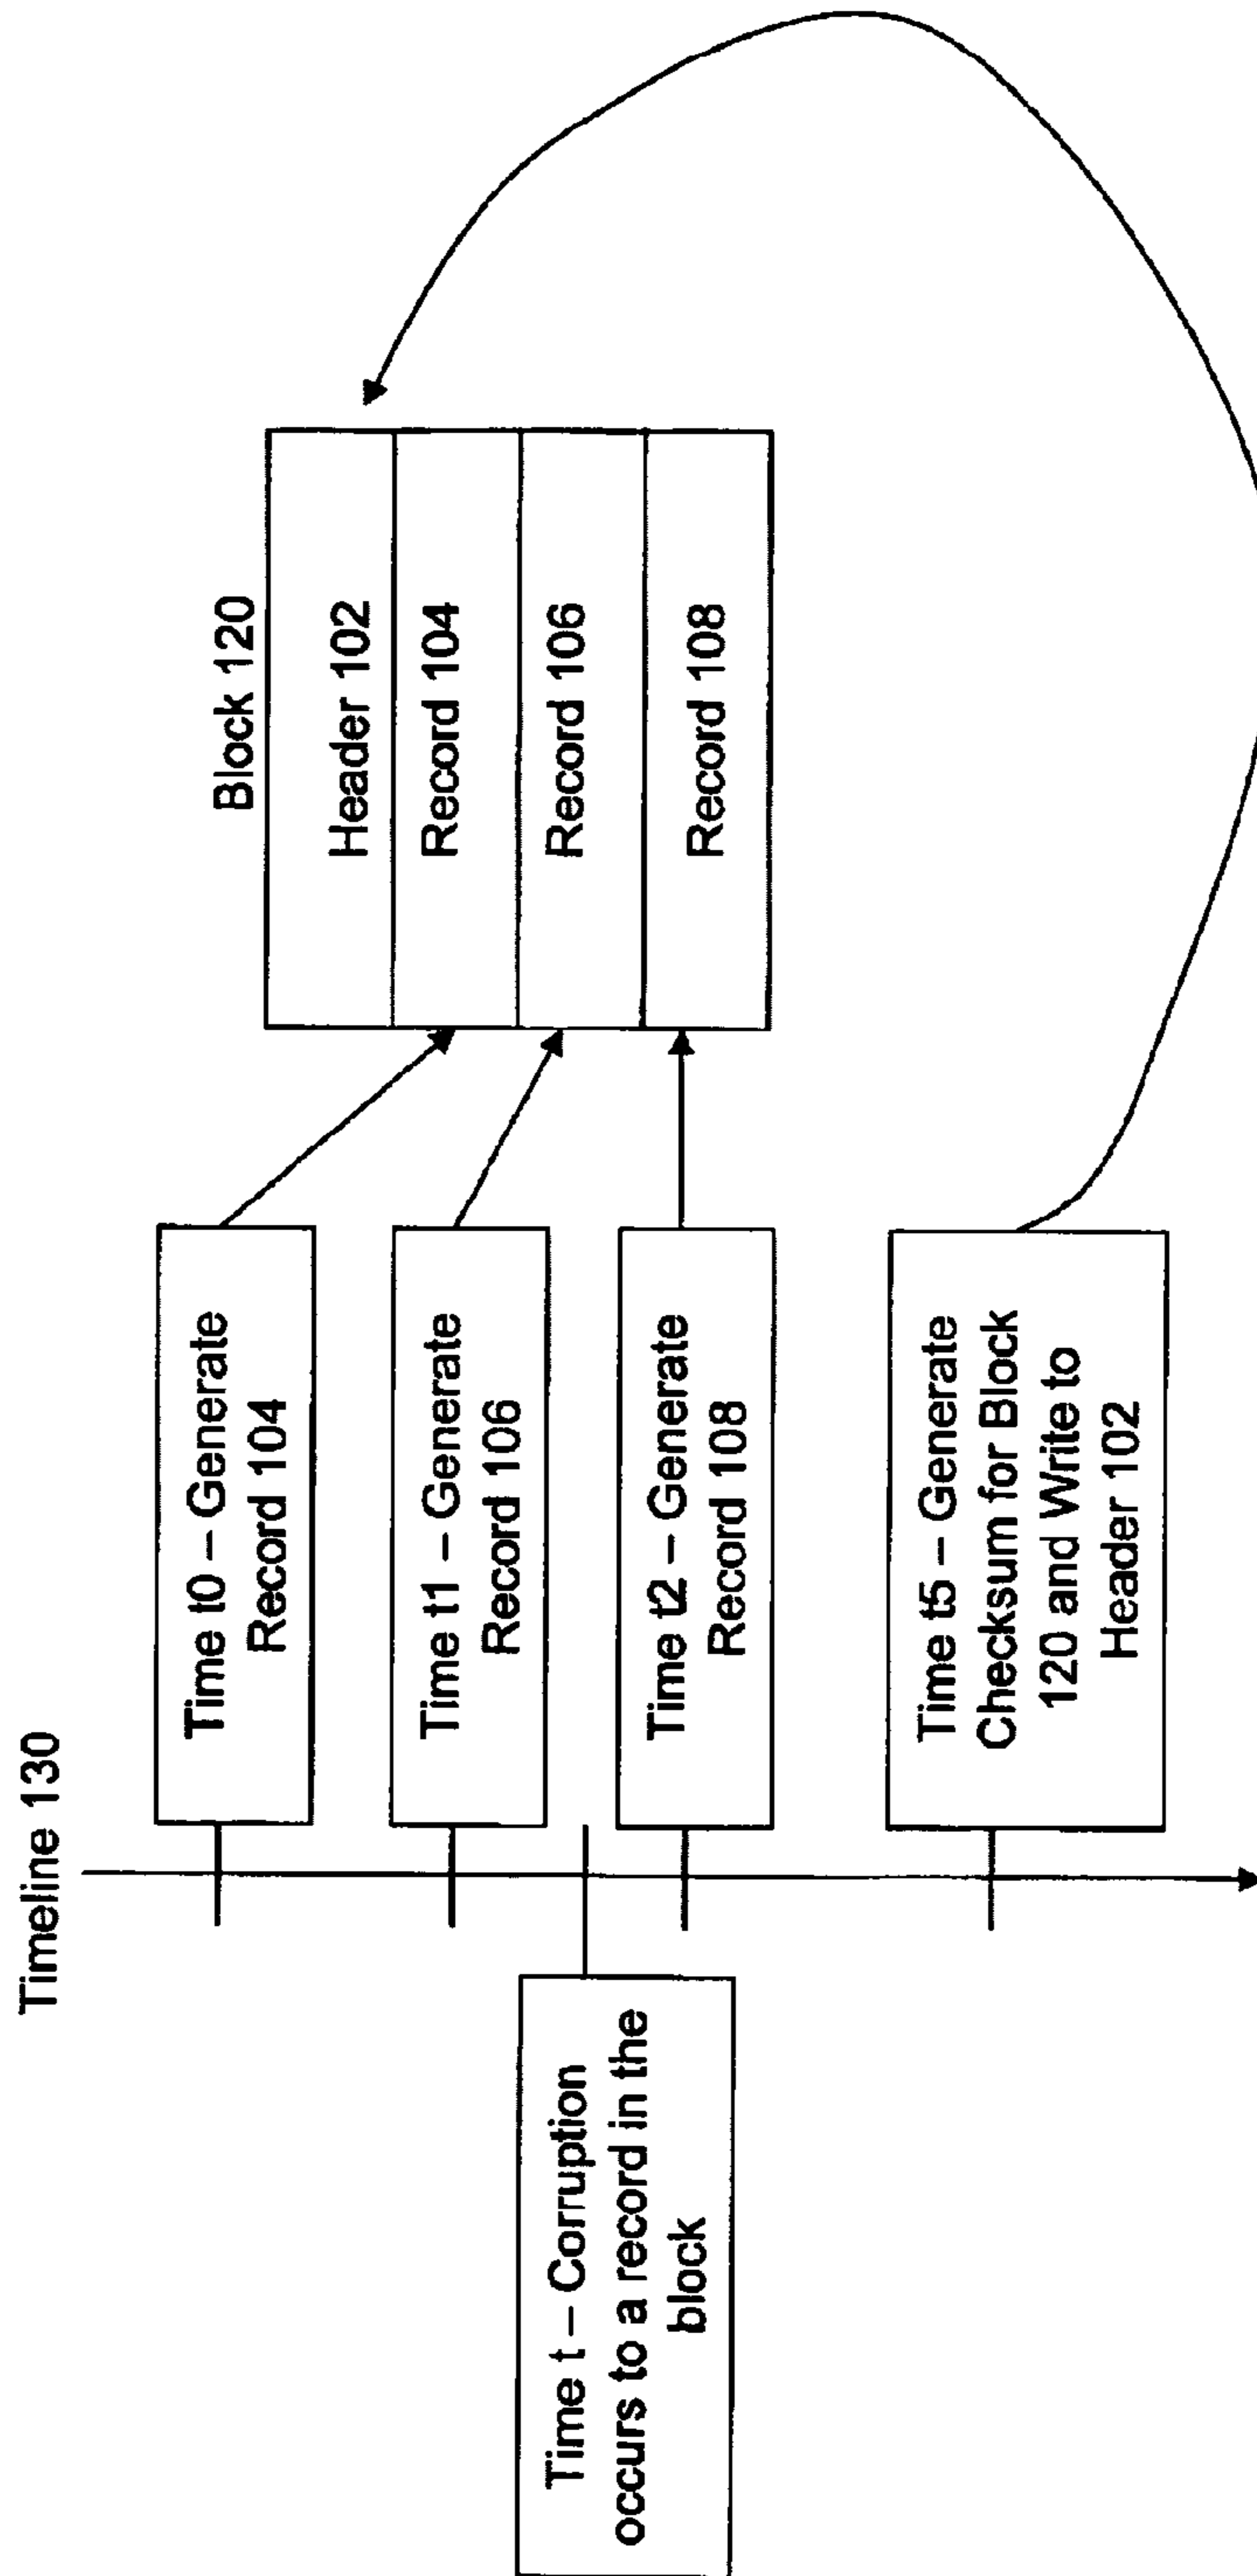 Timeline 130
Time t0 – Generate
Record 104
Time t1 – Generate
Record 106
Time t – Corruption
occurs to a record in the
block
Time t2 – Generate
Record 108
Time t5 – Generate
Checksum for Block
120 and Write to
Header 102
Block 120
Header 102
Record 104
Record 106
Record 108